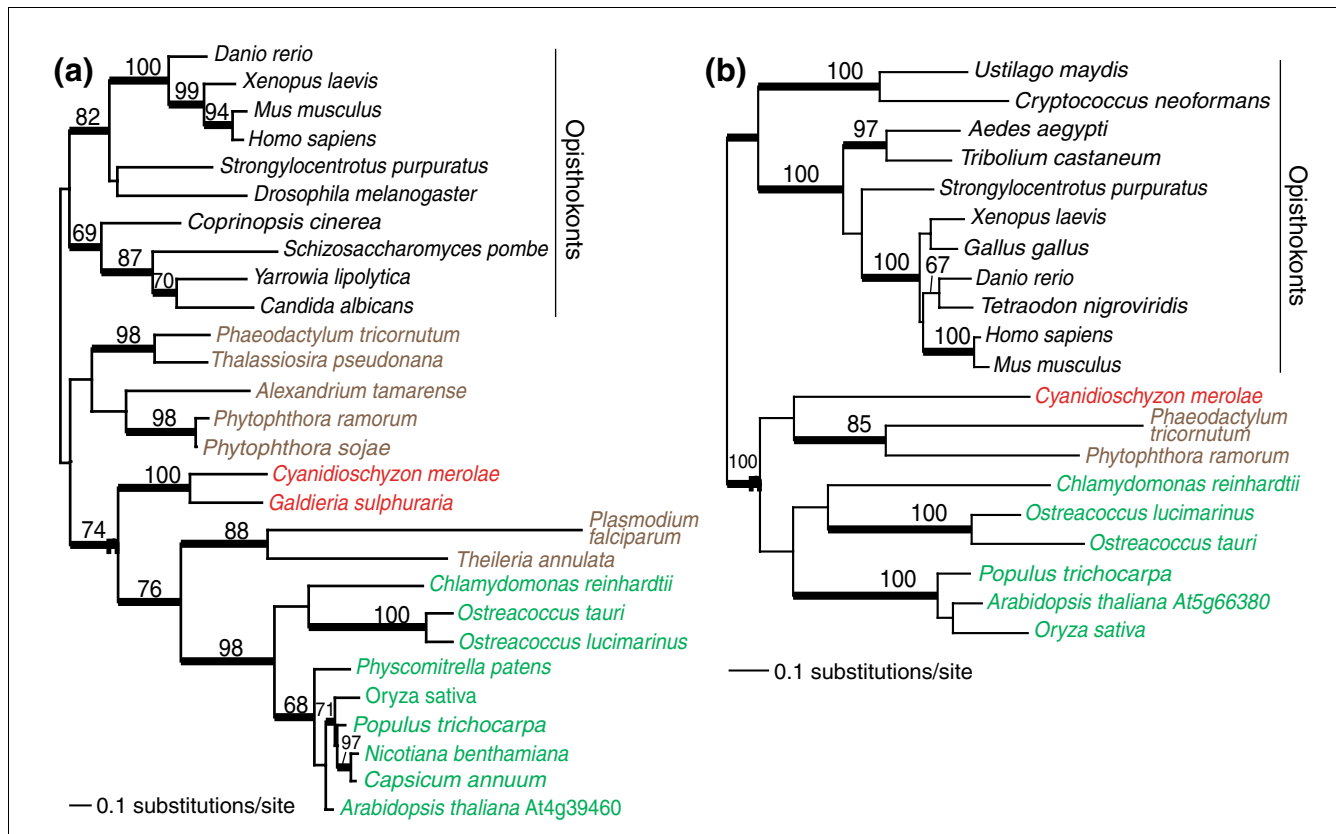 (a)
Danio rerio
100
Xenopus laevis
99
Mus musculus
94
Homo sapiens
82
Strongylocentrotus purpuratus
Drosophila melanogaster
Coprinopsis cinerea
69
Schizosaccharomyces pombe
87
Yarrowia lipolytica
70
Candida albicans
Opisthokonts
Phaeodactylum tricornutum
98
Thalassiosira pseudonana
Alexandrium tamarense
Phytophthora ramorum
98
Phytophthora sojae
Cyanidioschyzon merolae
100
Galdieria sulphuraria
74
Plasmodium
falciparum
88
Theileria annulata
76
Chlamydomonas reinhardtii
Ostreacoccus tauri
100
Ostreacoccus lucimarinus
98
Physcomitrella patens
68
Oryza sativa
71
Populus trichocarpa
97
Nicotiana benthamiana
Capsicum annuum
Arabidopsis thaliana At4g39460
0.1 substitutions/site
(b)
Ustilago maydis
100
Cryptococcus neoformans
Aedes aegypti
97
Tribolium castaneum
100
Strongylocentrotus purpuratus
Xenopus laevis
Gallus gallus
100
67
Danio rerio
Tetraodon nigroviridis
Homo sapiens
100
Mus musculus
Opisthokonts
Cyanidioschyzon merolae
Phaeodactylum
tricornutum
85
Phytophthora ramorum
100
Chlamydomonas reinhardtii
Ostreacoccus lucimarinus
100
Ostreacoccus tauri
Populus trichocarpa
100
Arabidopsis thaliana At5g66380
Oryza sativa
0.1 substitutions/site